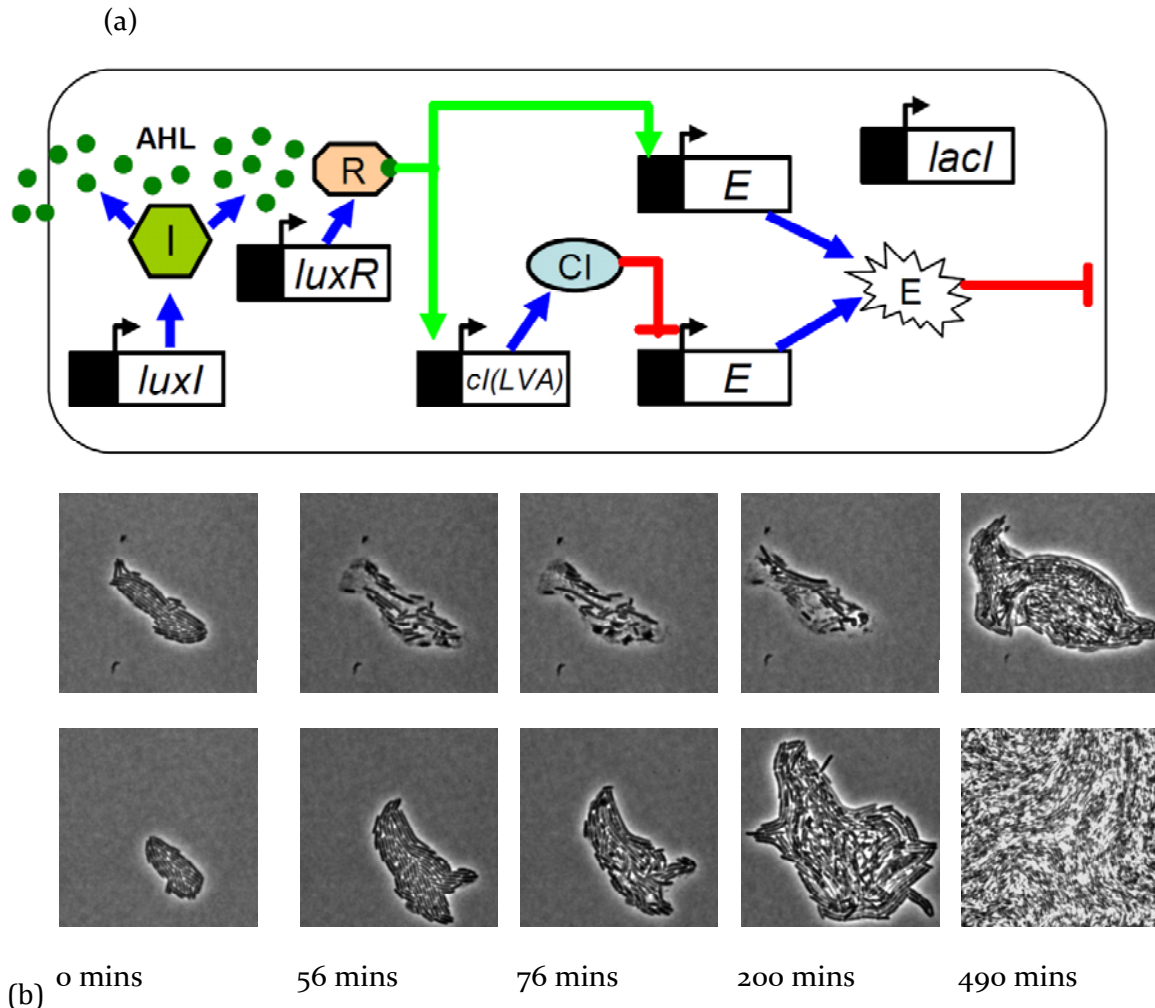 (a)
AHL
R
E
lacI
I
luxR
CI
E
luxI
cI(LVA)
E
0 mins 56 mins 76 mins 200 mins 490 mins
(b)